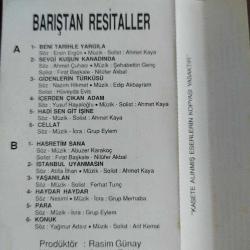 BARIŞTAN RESİTALLER
A
1- BENİ TARİHLE YARGILA
Söz : Ersin Ergün • Müzik - Solist : Ahmet Kaya
2- SEVGİ KUŞUN KANADINDA
Söz : Ahmet Çuhacı • Müzik : Şehabettin Genç
Solist : Fırat Başkale - Nilüfer Akbal
3- GİDENLERİN TÜRKÜSÜ
Söz : Nazım Hikmet • Müzik : Edip Akbayram
Solist : Hüveyda Evis
4- İÇERDEN ÇIKAN ADAM
Söz : Yusuf Hayaloğlu • Müzik - Solist : Ahmet Kaya
5- HADİ SEN GİT İŞİNE
Söz - Müzik - Solist : Ahmet Kaya
6- CELLAT
Söz - Müzik - Solist : Grup Eylem
B
1- HASRETİM SANA
Söz - Müzik : Abuzer Karakoç
Solist : Fırat Başkale - Nilüfer Akbal
2- İSTANBUL UYANMASIN
Söz : Atilla İlhan • Müzik - Solist : Ahmet Kaya
3- YAŞANILAN
Söz - Müzik - Solist : Ferhat Tunç
4- HAYDAR HAYDAR
Söz : Nesimi • Müzik / İcra : Grup Merhaba
5- PARA
Söz - Müzik / İcra : Grup Eylem
6- KONUK
Söz : Yağmur Adsız • Müzik - Solist : Arif Kemal
Prodüktör : Rasim Günay
"KASETE ALINMIŞ ESERLERİN KOPYASI YASAKTIR"